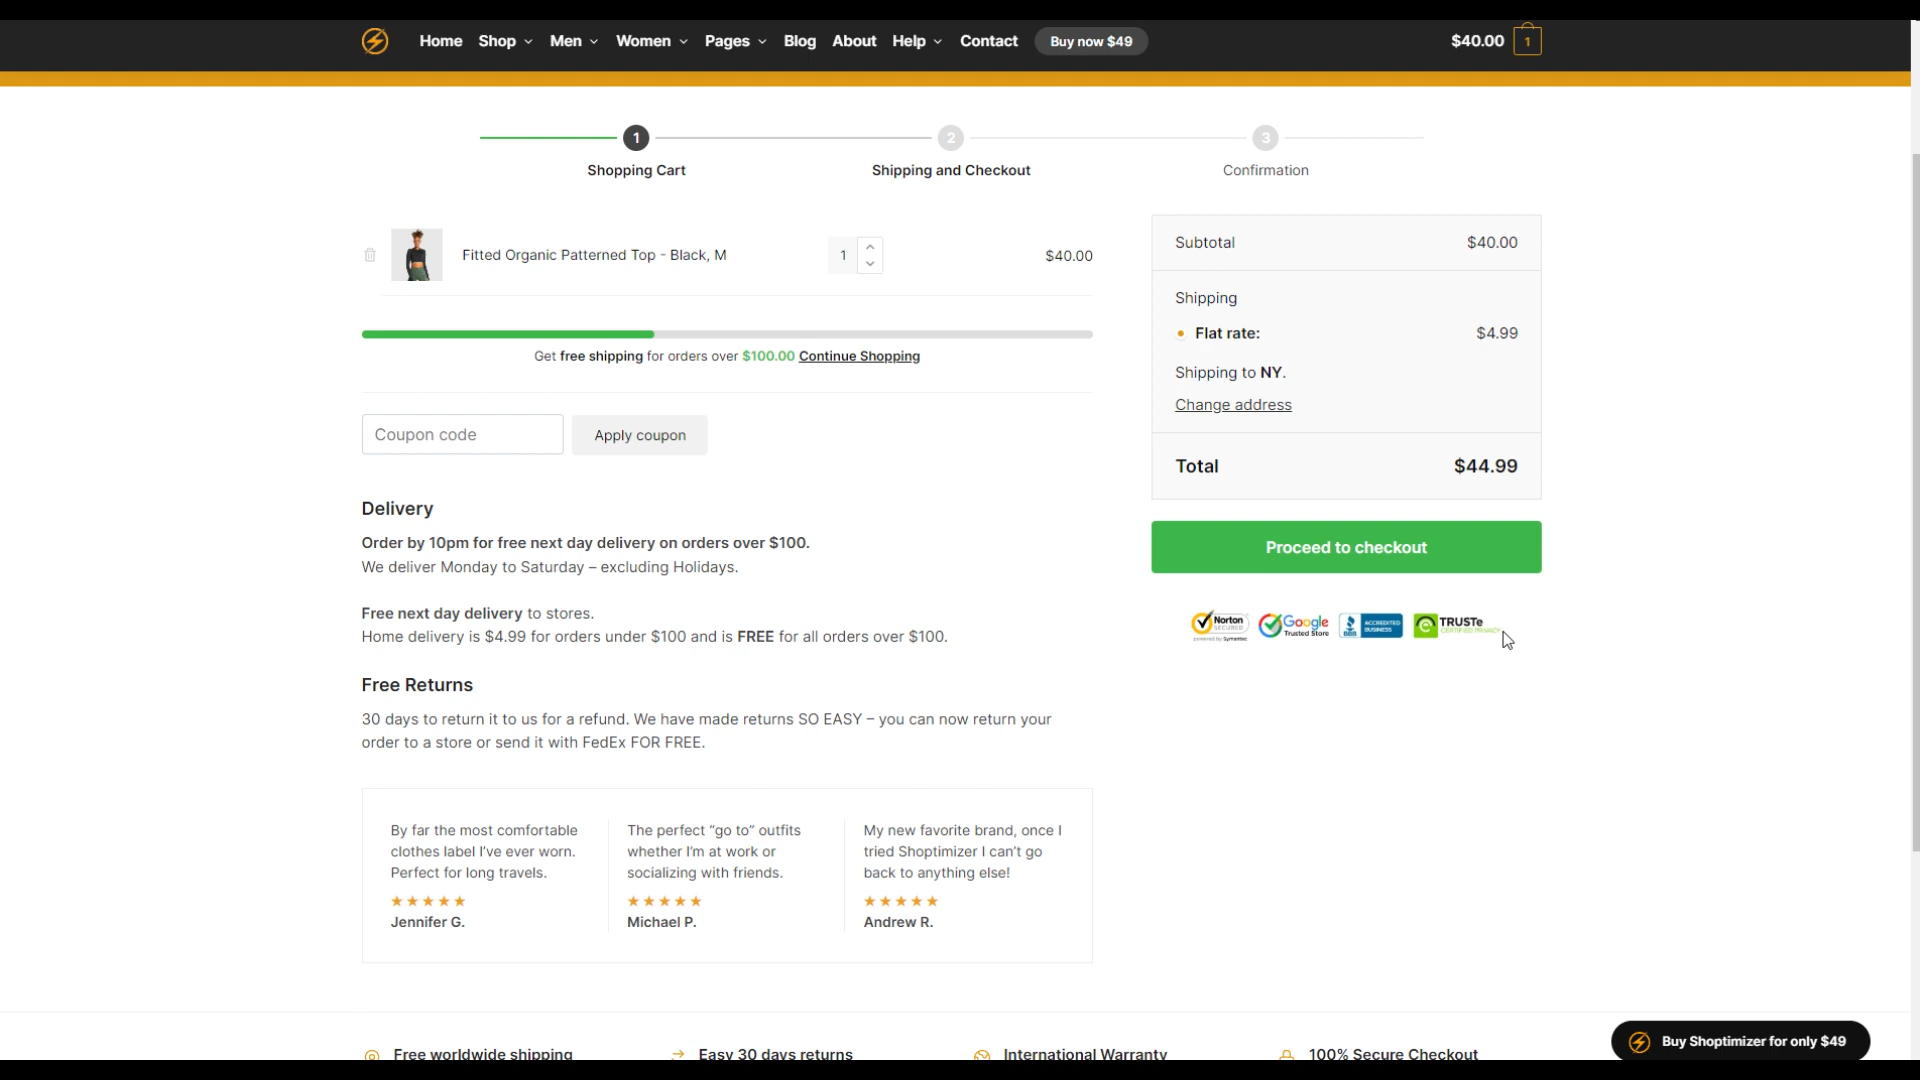 Home Shop Men Women Pages Blog About Help Contact Buy now $49 $40.00 1
1 2 3
Shopping Cart Shipping and Checkout Confirmation
Fitted Organic Patterned Top - Black, M 1 $40.00
Get free shipping for orders over $100.00 Continue Shopping
Coupon code Apply coupon
Subtotal $40.00
Shipping
Flat rate: $4.99
Shipping to NY.
Change address
Total $44.99
Proceed to checkout
Norton
SECURED
powered by Symantec
Google
Trusted Store
BBB
ACCREDITED
BUSINESS
TRUSTe
CERTIFIED PRIVACY
Delivery
Order by 10pm for free next day delivery on orders over $100.
We deliver Monday to Saturday – excluding Holidays.
Free next day delivery to stores.
Home delivery is $4.99 for orders under $100 and is FREE for all orders over $100.
Free Returns
30 days to return it to us for a refund. We have made returns SO EASY – you can now return your
order to a store or send it with FedEx FOR FREE.
By far the most comfortable
clothes label I’ve ever worn.
Perfect for long travels.
Jennifer G.
The perfect “go to” outfits
whether I’m at work or
socializing with friends.
Michael P.
My new favorite brand, once I
tried Shoptimizer I can’t go
back to anything else!
Andrew R.
Free worldwide shipping Easy 30 days returns International Warranty 100% Secure Checkout
Buy Shoptimizer for only $49